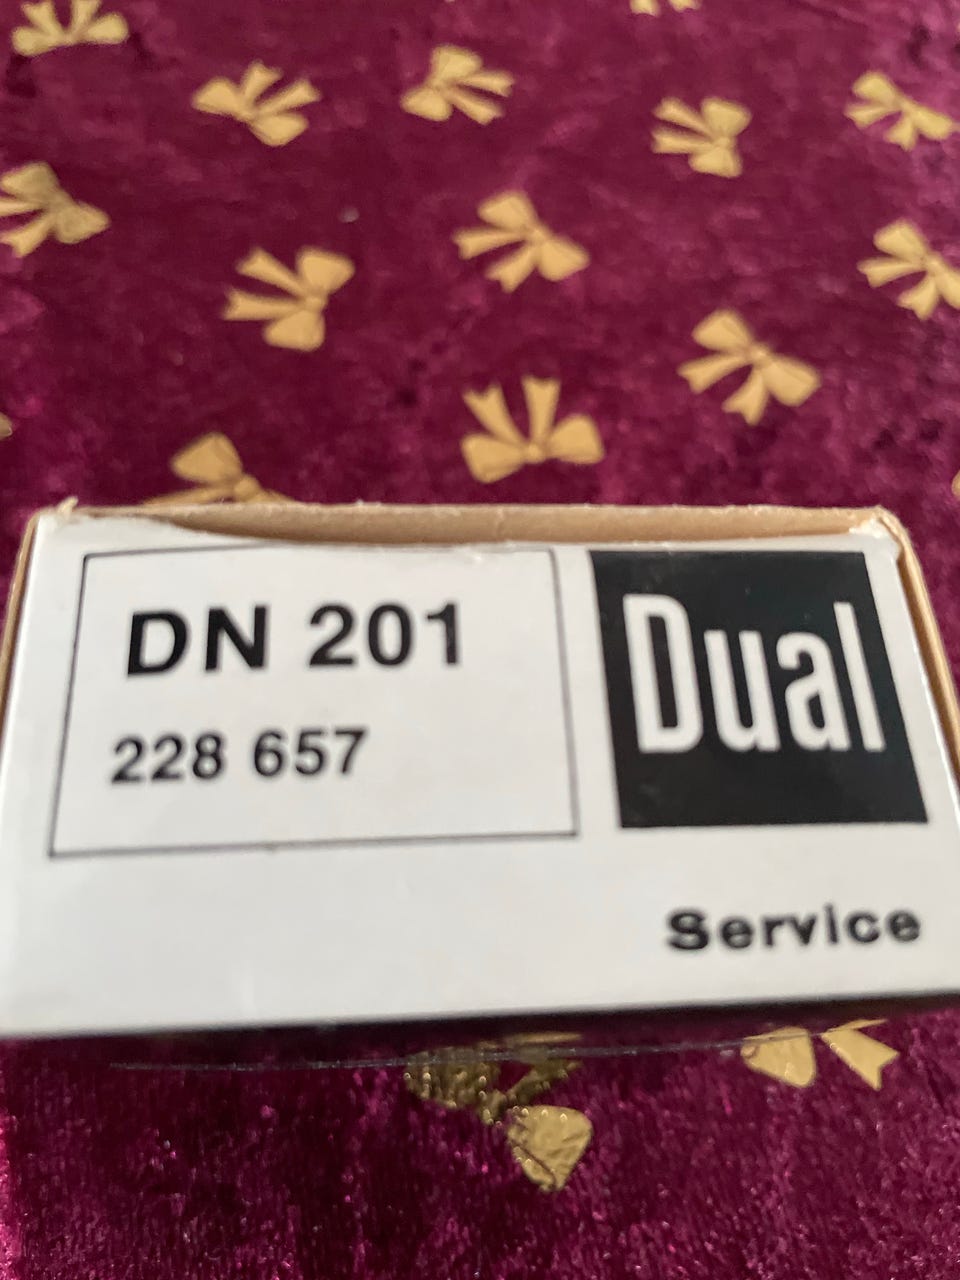 DN 201
228 657
Dual
Service